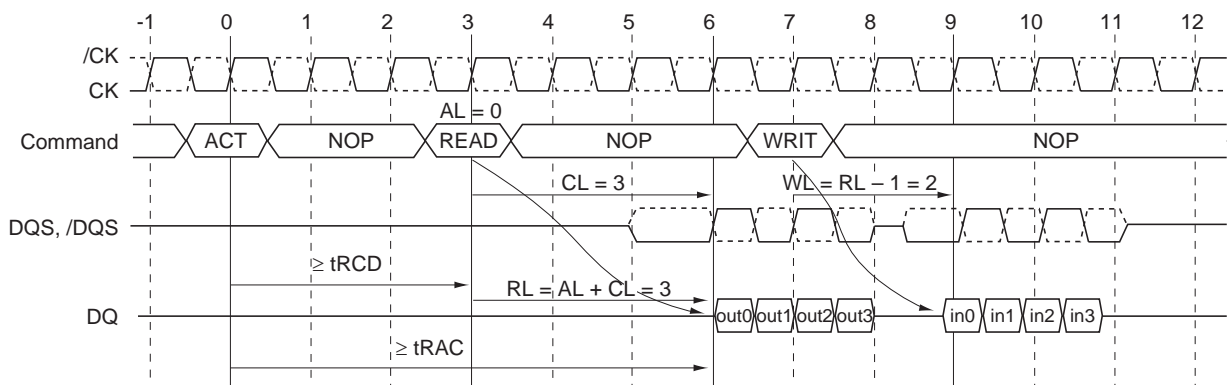 -1 0 1 2 3 4 5 6 7 8 9 10 11 12
/CK
CK
AL = 0
Command ACT NOP READ NOP WRIT NOP
CL = 3 WL = RL – 1 = 2
DQS, /DQS
≥ tRCD
RL = AL + CL = 3
DQ out0 out1 out2 out3 in0 in1 in2 in3
≥ tRAC